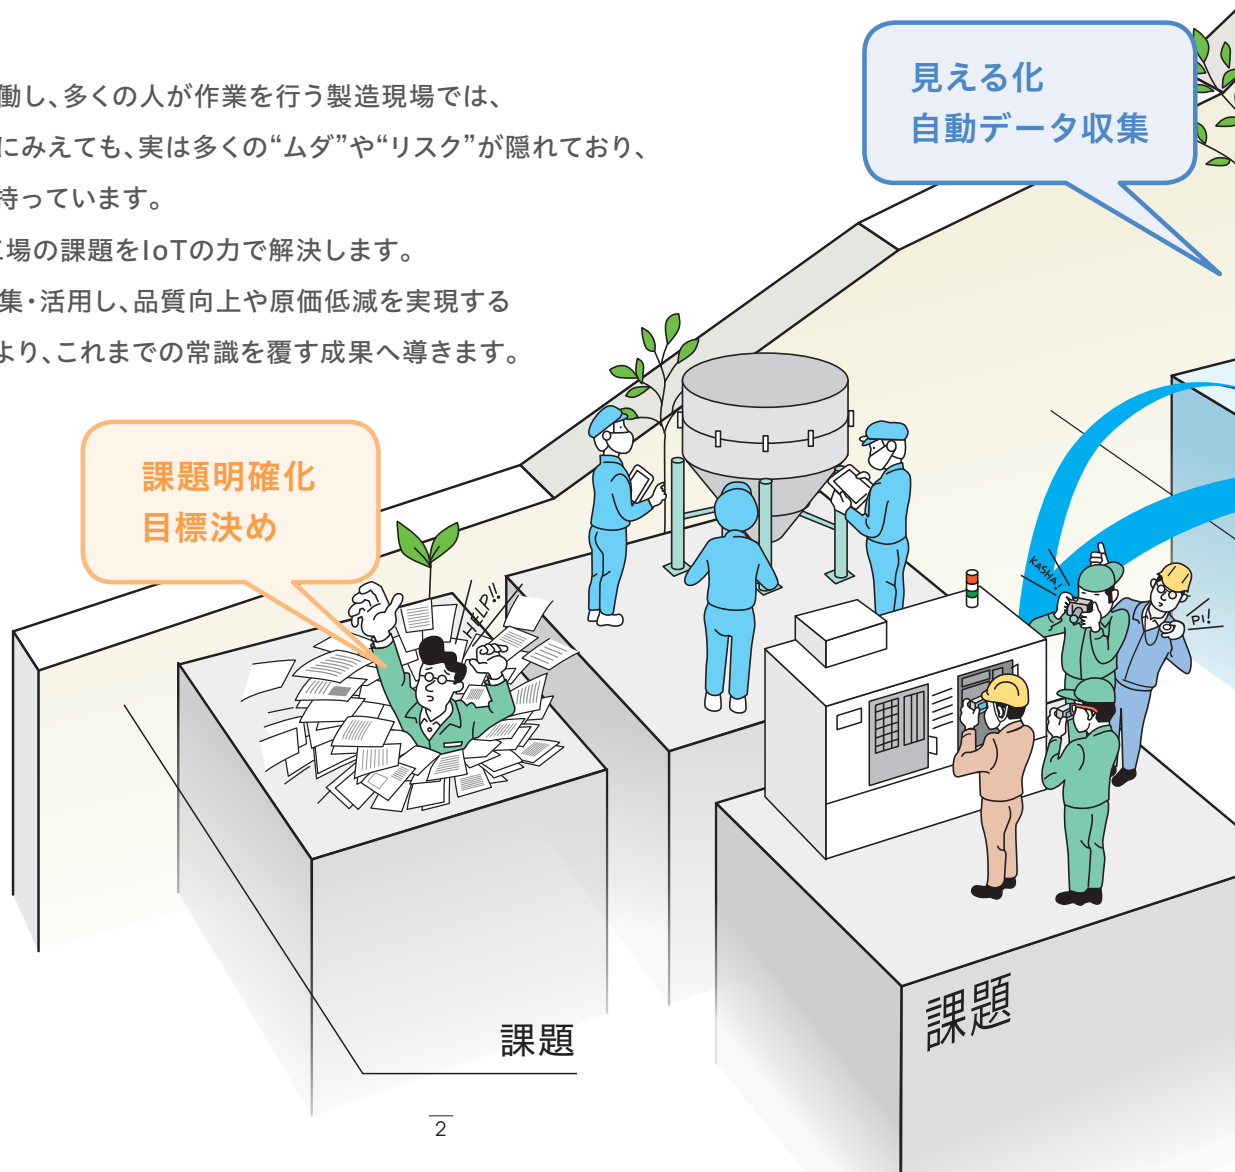 働し、多くの人が作業を行う製造現場では、
にみえても、実は多くの“ムダ”や“リスク”が隠れており、
持っています。
場の課題をIoTの力で解決します。
集・活用し、品質向上や原価低減を実現する
より、これまでの常識を覆す成果へ導きます。
見える化
自動データ収集
課題明確化
目標決め
HELP!!
KASHA!
PI!
課題
課題
2